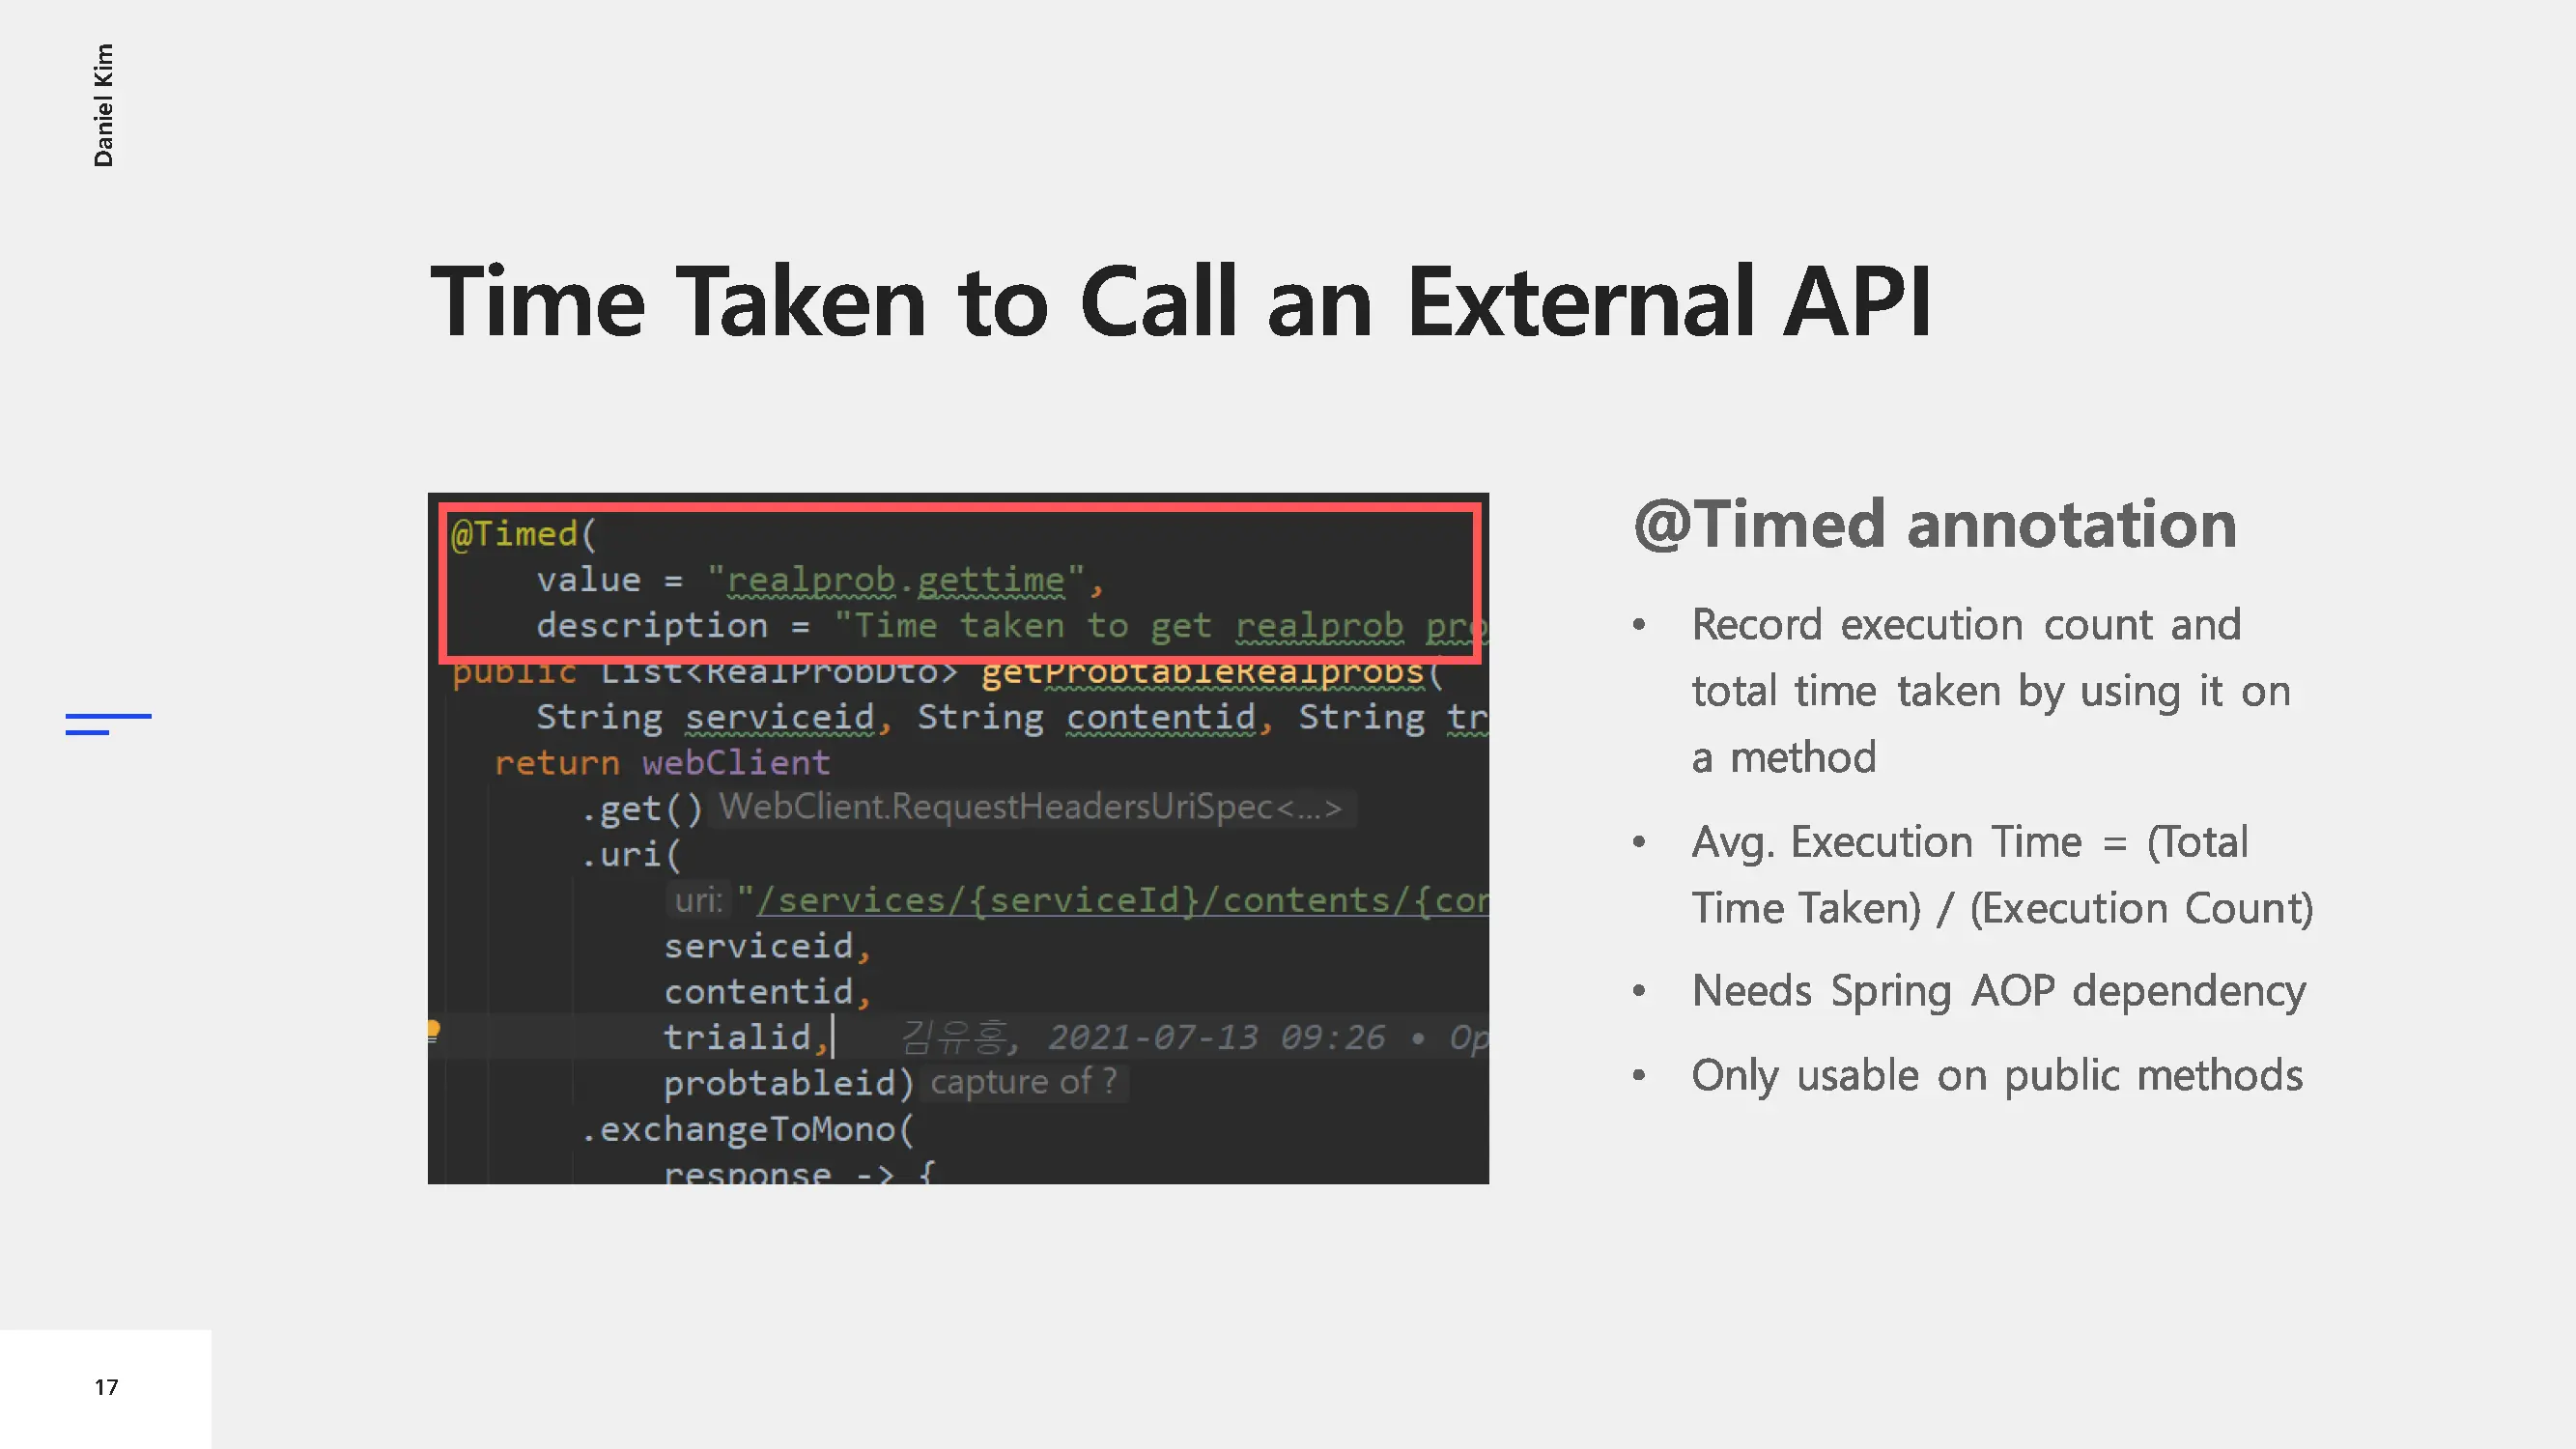 Daniel Kim
Time Taken to Call an External API
@Timed(
value = "realprob.gettime",
description = "Time taken to get realprob pro
public List<RealProbDto> getProbtableRealprobs(
String serviceid, String contentid, String tr
return webClient
.get() WebClient.RequestHeadersUriSpec<...>
.uri(
uri: "/services/{serviceId}/contents/{con
serviceid,
contentid,
trialid, 김유흥, 2021-07-13 09:26 • Op
probtableid) capture of ?
.exchangeToMono(
response -> {
@Timed annotation
• Record execution count and
total time taken by using it on
a method
• Avg. Execution Time = (Total
Time Taken) / (Execution Count)
• Needs Spring AOP dependency
• Only usable on public methods
17